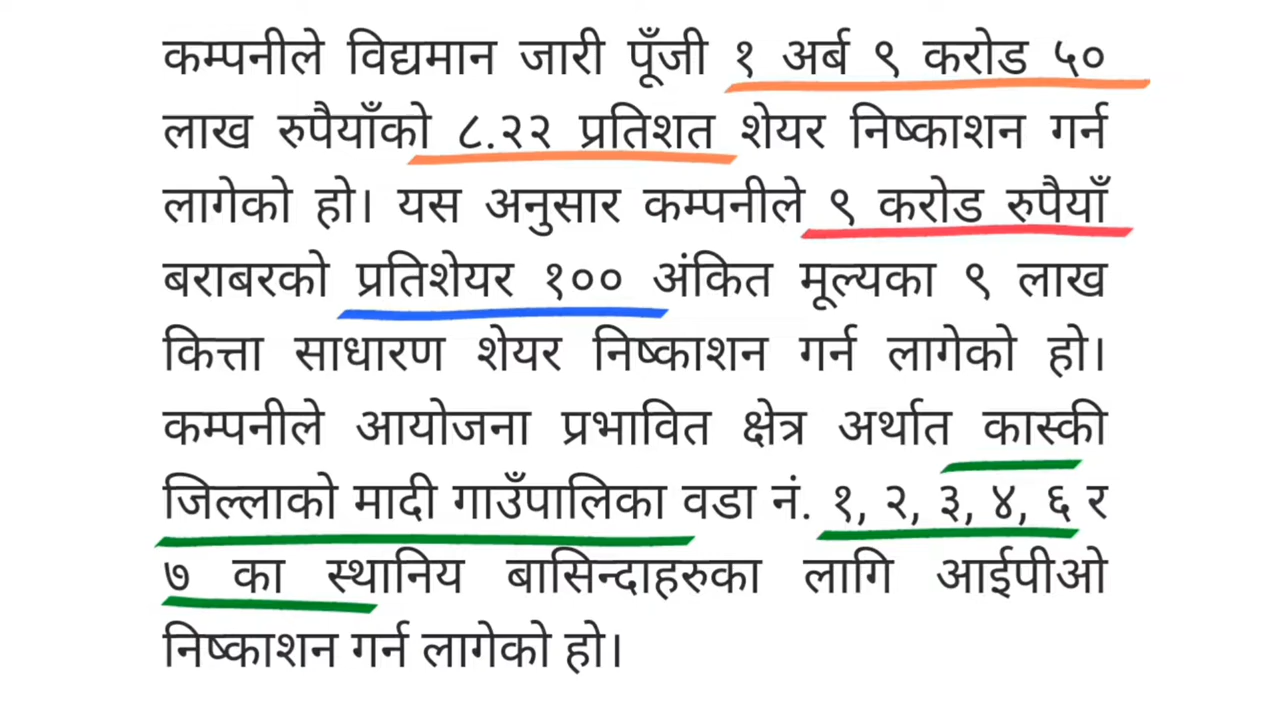 कम्पनीले विद्यमान जारी पूँजी १ अर्ब ९ करोड ५०
लाख रुपैयाँको ८.२२ प्रतिशत शेयर निष्काशन गर्न
लागेको हो। यस अनुसार कम्पनीले ९ करोड रुपैयाँ
बराबरको प्रतिशेयर १०० अंकित मूल्यका ९ लाख
कित्ता साधारण शेयर निष्काशन गर्न लागेको हो।
कम्पनीले आयोजना प्रभावित क्षेत्र अर्थात कास्की
जिल्लाको मादी गाउँपालिका वडा नं. १, २, ३, ४, ६ र
७ का स्थानिय बासिन्दाहरुका लागि आईपीओ
निष्काशन गर्न लागेको हो।